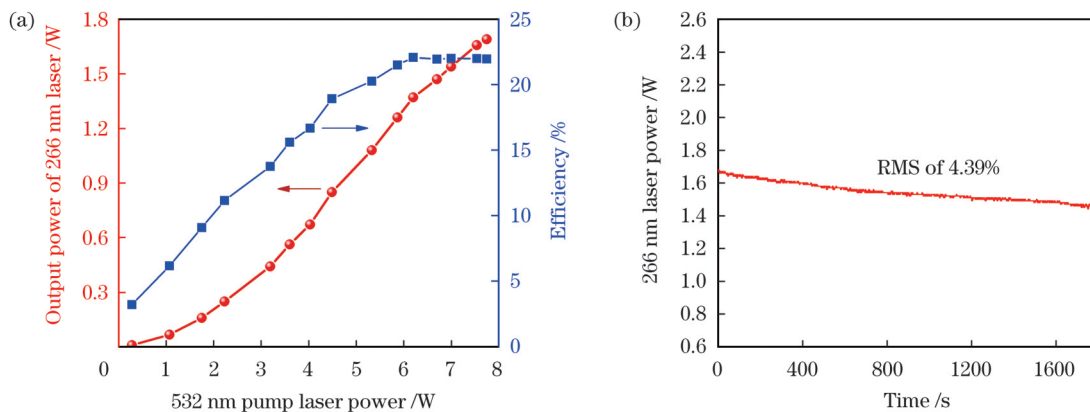 (a)
Output power of 266 nm laser /W
1.8
1.5
1.2
0.9
0.6
0.3
25
20
15
10
5
0
Efficiency /%
0 1 2 3 4 5 6 7 8
532 nm pump laser power /W
(b)
266 nm laser power /W
2.6
2.4
2.2
2.0
1.8
1.6
1.4
1.2
1.0
0.8
0.6
RMS of 4.39%
0 400 800 1200 1600
Time /s